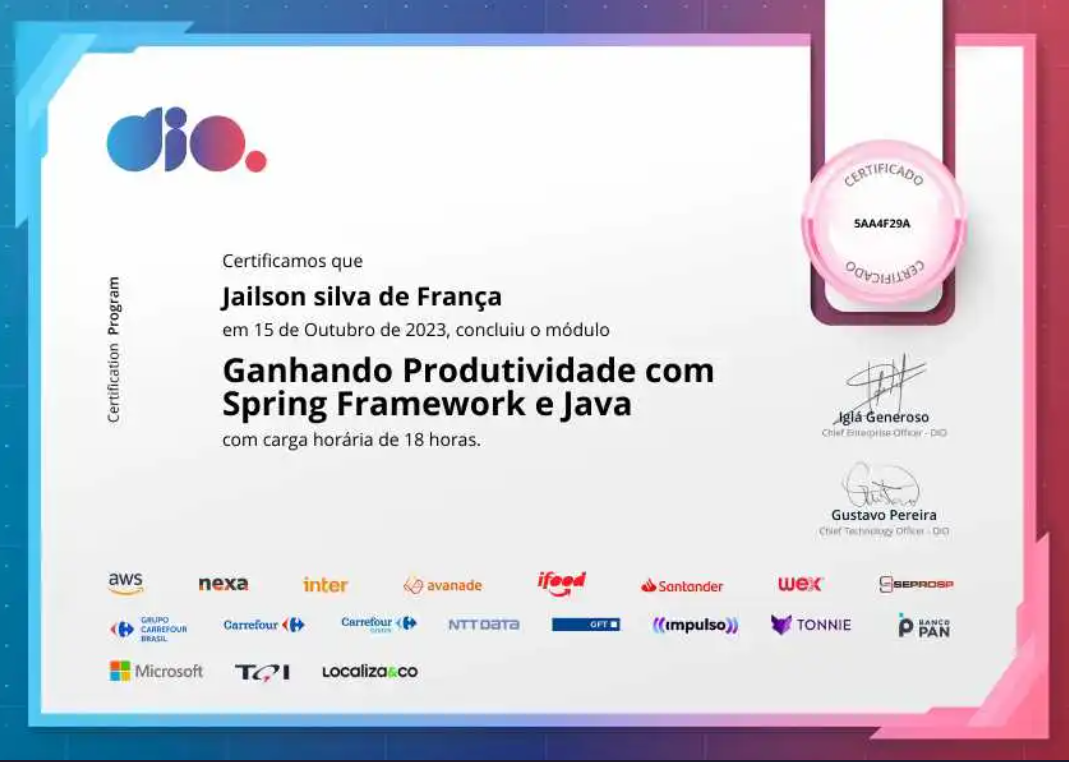 dio.
Certification Program
Certificamos que
Jailson silva de França
em 15 de Outubro de 2023, concluiu o módulo
Ganhando Produtividade com
Spring Framework e Java
com carga horária de 18 horas.
CERTIFICADO
5AA4F29A
CERTIFICADO
Iglá Generoso
Chief Enterprise Officer - DIO
Gustavo Pereira
Chief Technology Officer - DIO
aws nexa inter avanade ifood Santander wex SEPROSP
GRUPO CARREFOUR BRASIL Carrefour Carrefour NTT DATA GFT ((impulso)) TONNIE BANCO PAN
Microsoft TQI Localiza&co